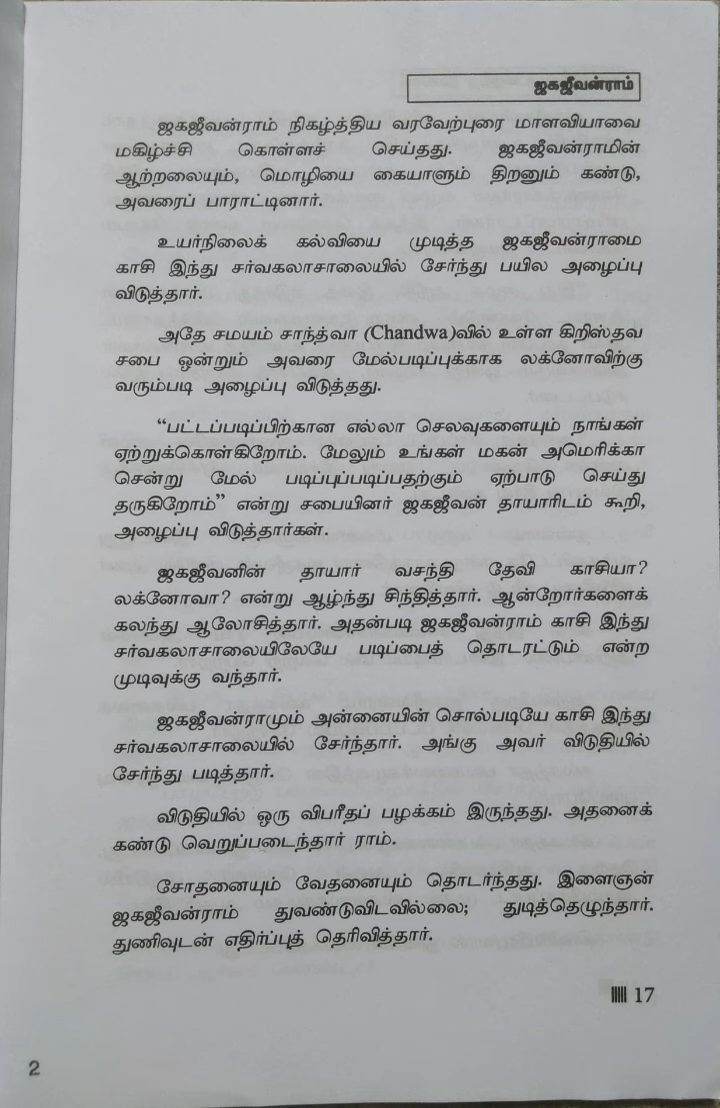 ஜகஜீவன்ராம்
ஜகஜீவன்ராம் நிகழ்த்திய வரவேற்புரை மாளவியாவை
மகிழ்ச்சி கொள்ளச் செய்தது. ஜகஜீவன்ராமின்
ஆற்றலையும், மொழியை கையாளும் திறனும் கண்டு,
அவரைப் பாராட்டினார்.
உயர்நிலைக் கல்வியை முடித்த ஜகஜீவன்ராமை
காசி இந்து சர்வகலாசாலையில் சேர்ந்து பயில அழைப்பு
விடுத்தார்.
அதே சமயம் சாந்த்வா (Chandwa)வில் உள்ள கிறிஸ்தவ
சபை ஒன்றும் அவரை மேல்படிப்புக்காக லக்னோவிற்கு
வரும்படி அழைப்பு விடுத்தது.
“பட்டப்படிப்பிற்கான எல்லா செலவுகளையும் நாங்கள்
ஏற்றுக்கொள்கிறோம். மேலும் உங்கள் மகன் அமெரிக்கா
சென்று மேல் படிப்புப்படிப்பதற்கும் ஏற்பாடு செய்து
தருகிறோம்” என்று சபையினர் ஜகஜீவன் தாயாரிடம் கூறி,
அழைப்பு விடுத்தார்கள்.
ஜகஜீவனின் தாயார் வசந்தி தேவி காசியா?
லக்னோவா? என்று ஆழ்ந்து சிந்தித்தார். ஆன்றோர்களைக்
கலந்து ஆலோசித்தார். அதன்படி ஜகஜீவன்ராம் காசி இந்து
சர்வகலாசாலையிலேயே படிப்பைத் தொடரட்டும் என்ற
முடிவுக்கு வந்தார்.
ஜகஜீவன்ராமும் அன்னையின் சொல்படியே காசி இந்து
சர்வகலாசாலையில் சேர்ந்தார். அங்கு அவர் விடுதியில்
சேர்ந்து படித்தார்.
விடுதியில் ஒரு விபரீதப் பழக்கம் இருந்தது. அதனைக்
கண்டு வெறுப்படைந்தார் ராம்.
சோதனையும் வேதனையும் தொடர்ந்தது. இளைஞன்
ஜகஜீவன்ராம் துவண்டுவிடவில்லை; துடித்தெழுந்தார்.
துணிவுடன் எதிர்ப்புத் தெரிவித்தார்.
17
2